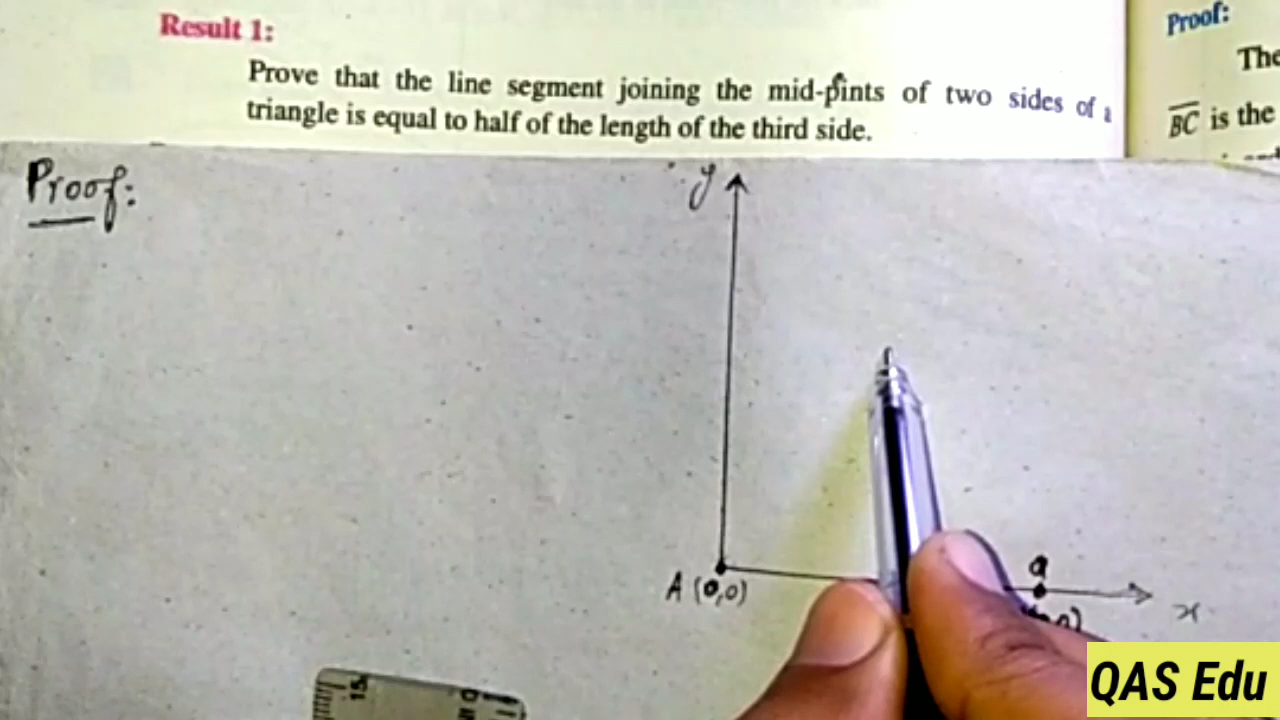 Result 1:
Prove that the line segment joining the mid-pints of two sides of a
triangle is equal to half of the length of the third side.
Proof:
The
BC is the
Proof:
y
A (0,0)
a
x
15
QAS Edu